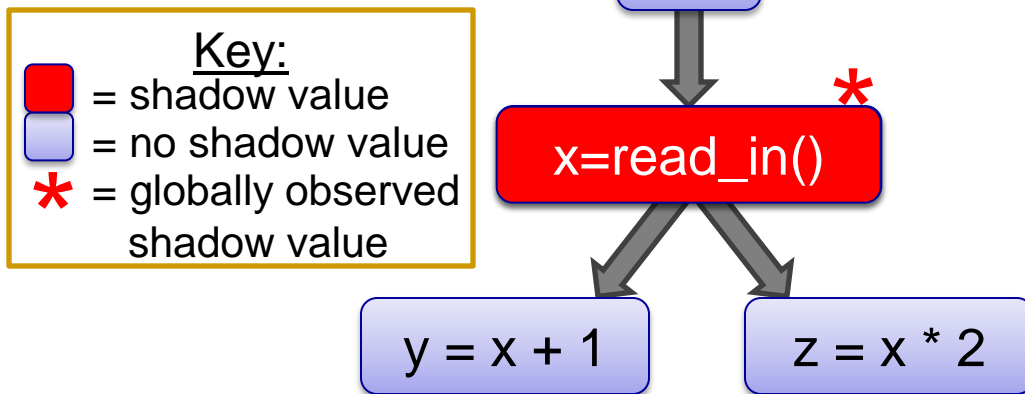 Key:
= shadow value
= no shadow value
* = globally observed
shadow value
*
x=read_in()
y = x + 1
z = x * 2